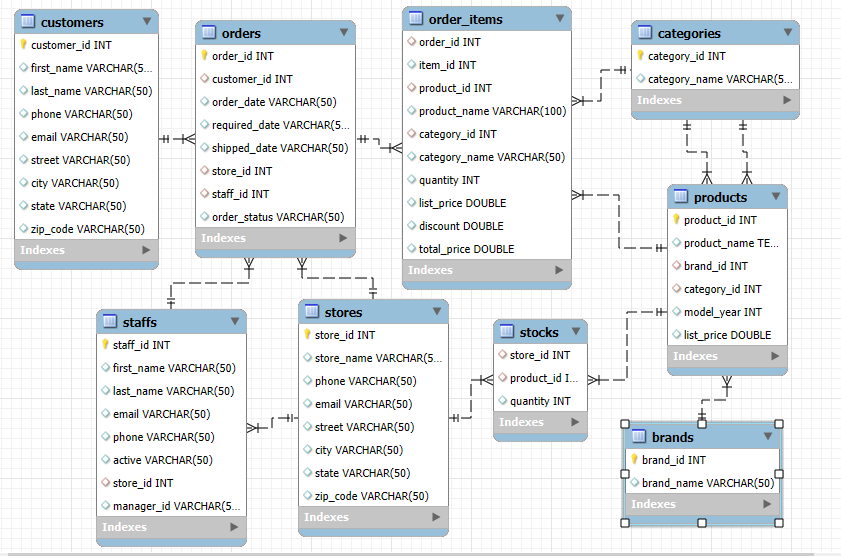 customers
customer_id INT
first_name VARCHAR(5...
last_name VARCHAR(50)
phone VARCHAR(50)
email VARCHAR(50)
street VARCHAR(50)
city VARCHAR(50)
state VARCHAR(50)
zip_code VARCHAR(50)
Indexes
orders
order_id INT
customer_id INT
order_date VARCHAR(50)
required_date VARCHAR(5...
shipped_date VARCHAR(50)
store_id INT
staff_id INT
order_status VARCHAR(50)
Indexes
order_items
order_id INT
item_id INT
product_id INT
product_name VARCHAR(100)
category_id INT
category_name VARCHAR(50)
quantity INT
list_price DOUBLE
discount DOUBLE
total_price DOUBLE
Indexes
categories
category_id INT
category_name VARCHAR(5...
Indexes
products
product_id INT
product_name TE...
brand_id INT
category_id INT
model_year INT
list_price DOUBLE
Indexes
staffs
staff_id INT
first_name VARCHAR(50)
last_name VARCHAR(50)
email VARCHAR(50)
phone VARCHAR(50)
active VARCHAR(50)
store_id INT
manager_id VARCHAR(5...
Indexes
stores
store_id INT
store_name VARCHAR(5...
phone VARCHAR(50)
email VARCHAR(50)
street VARCHAR(50)
city VARCHAR(50)
state VARCHAR(50)
zip_code VARCHAR(50)
Indexes
stocks
store_id INT
product_id I...
quantity INT
Indexes
brands
brand_id INT
brand_name VARCHAR(50)
Indexes